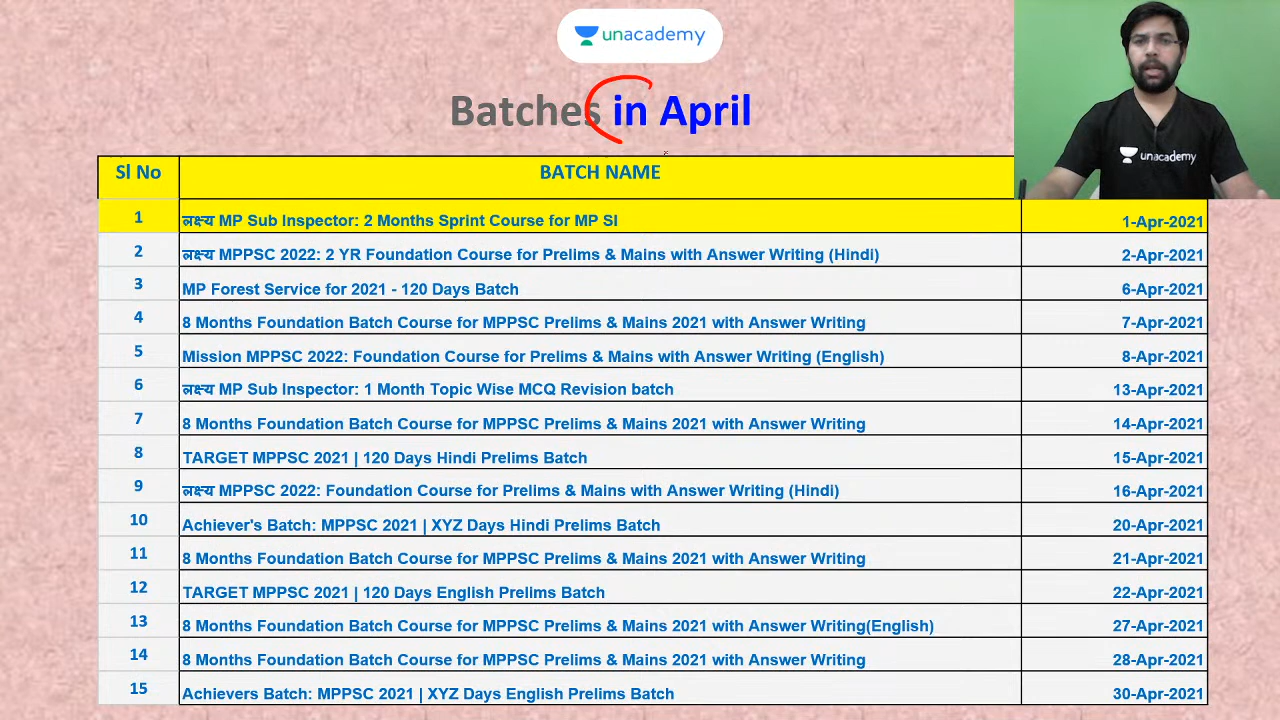 unacademy
Batches in April
unacademy
Sl No BATCH NAME
1 लक्ष्य MP Sub Inspector: 2 Months Sprint Course for MP SI 1-Apr-2021
2 लक्ष्य MPPSC 2022: 2 YR Foundation Course for Prelims & Mains with Answer Writing (Hindi) 2-Apr-2021
3 MP Forest Service for 2021 - 120 Days Batch 6-Apr-2021
4 8 Months Foundation Batch Course for MPPSC Prelims & Mains 2021 with Answer Writing 7-Apr-2021
5 Mission MPPSC 2022: Foundation Course for Prelims & Mains with Answer Writing (English) 8-Apr-2021
6 लक्ष्य MP Sub Inspector: 1 Month Topic Wise MCQ Revision batch 13-Apr-2021
7 8 Months Foundation Batch Course for MPPSC Prelims & Mains 2021 with Answer Writing 14-Apr-2021
8 TARGET MPPSC 2021 | 120 Days Hindi Prelims Batch 15-Apr-2021
9 लक्ष्य MPPSC 2022: Foundation Course for Prelims & Mains with Answer Writing (Hindi) 16-Apr-2021
10 Achiever's Batch: MPPSC 2021 | XYZ Days Hindi Prelims Batch 20-Apr-2021
11 8 Months Foundation Batch Course for MPPSC Prelims & Mains 2021 with Answer Writing 21-Apr-2021
12 TARGET MPPSC 2021 | 120 Days English Prelims Batch 22-Apr-2021
13 8 Months Foundation Batch Course for MPPSC Prelims & Mains 2021 with Answer Writing(English) 27-Apr-2021
14 8 Months Foundation Batch Course for MPPSC Prelims & Mains 2021 with Answer Writing 28-Apr-2021
15 Achievers Batch: MPPSC 2021 | XYZ Days English Prelims Batch 30-Apr-2021